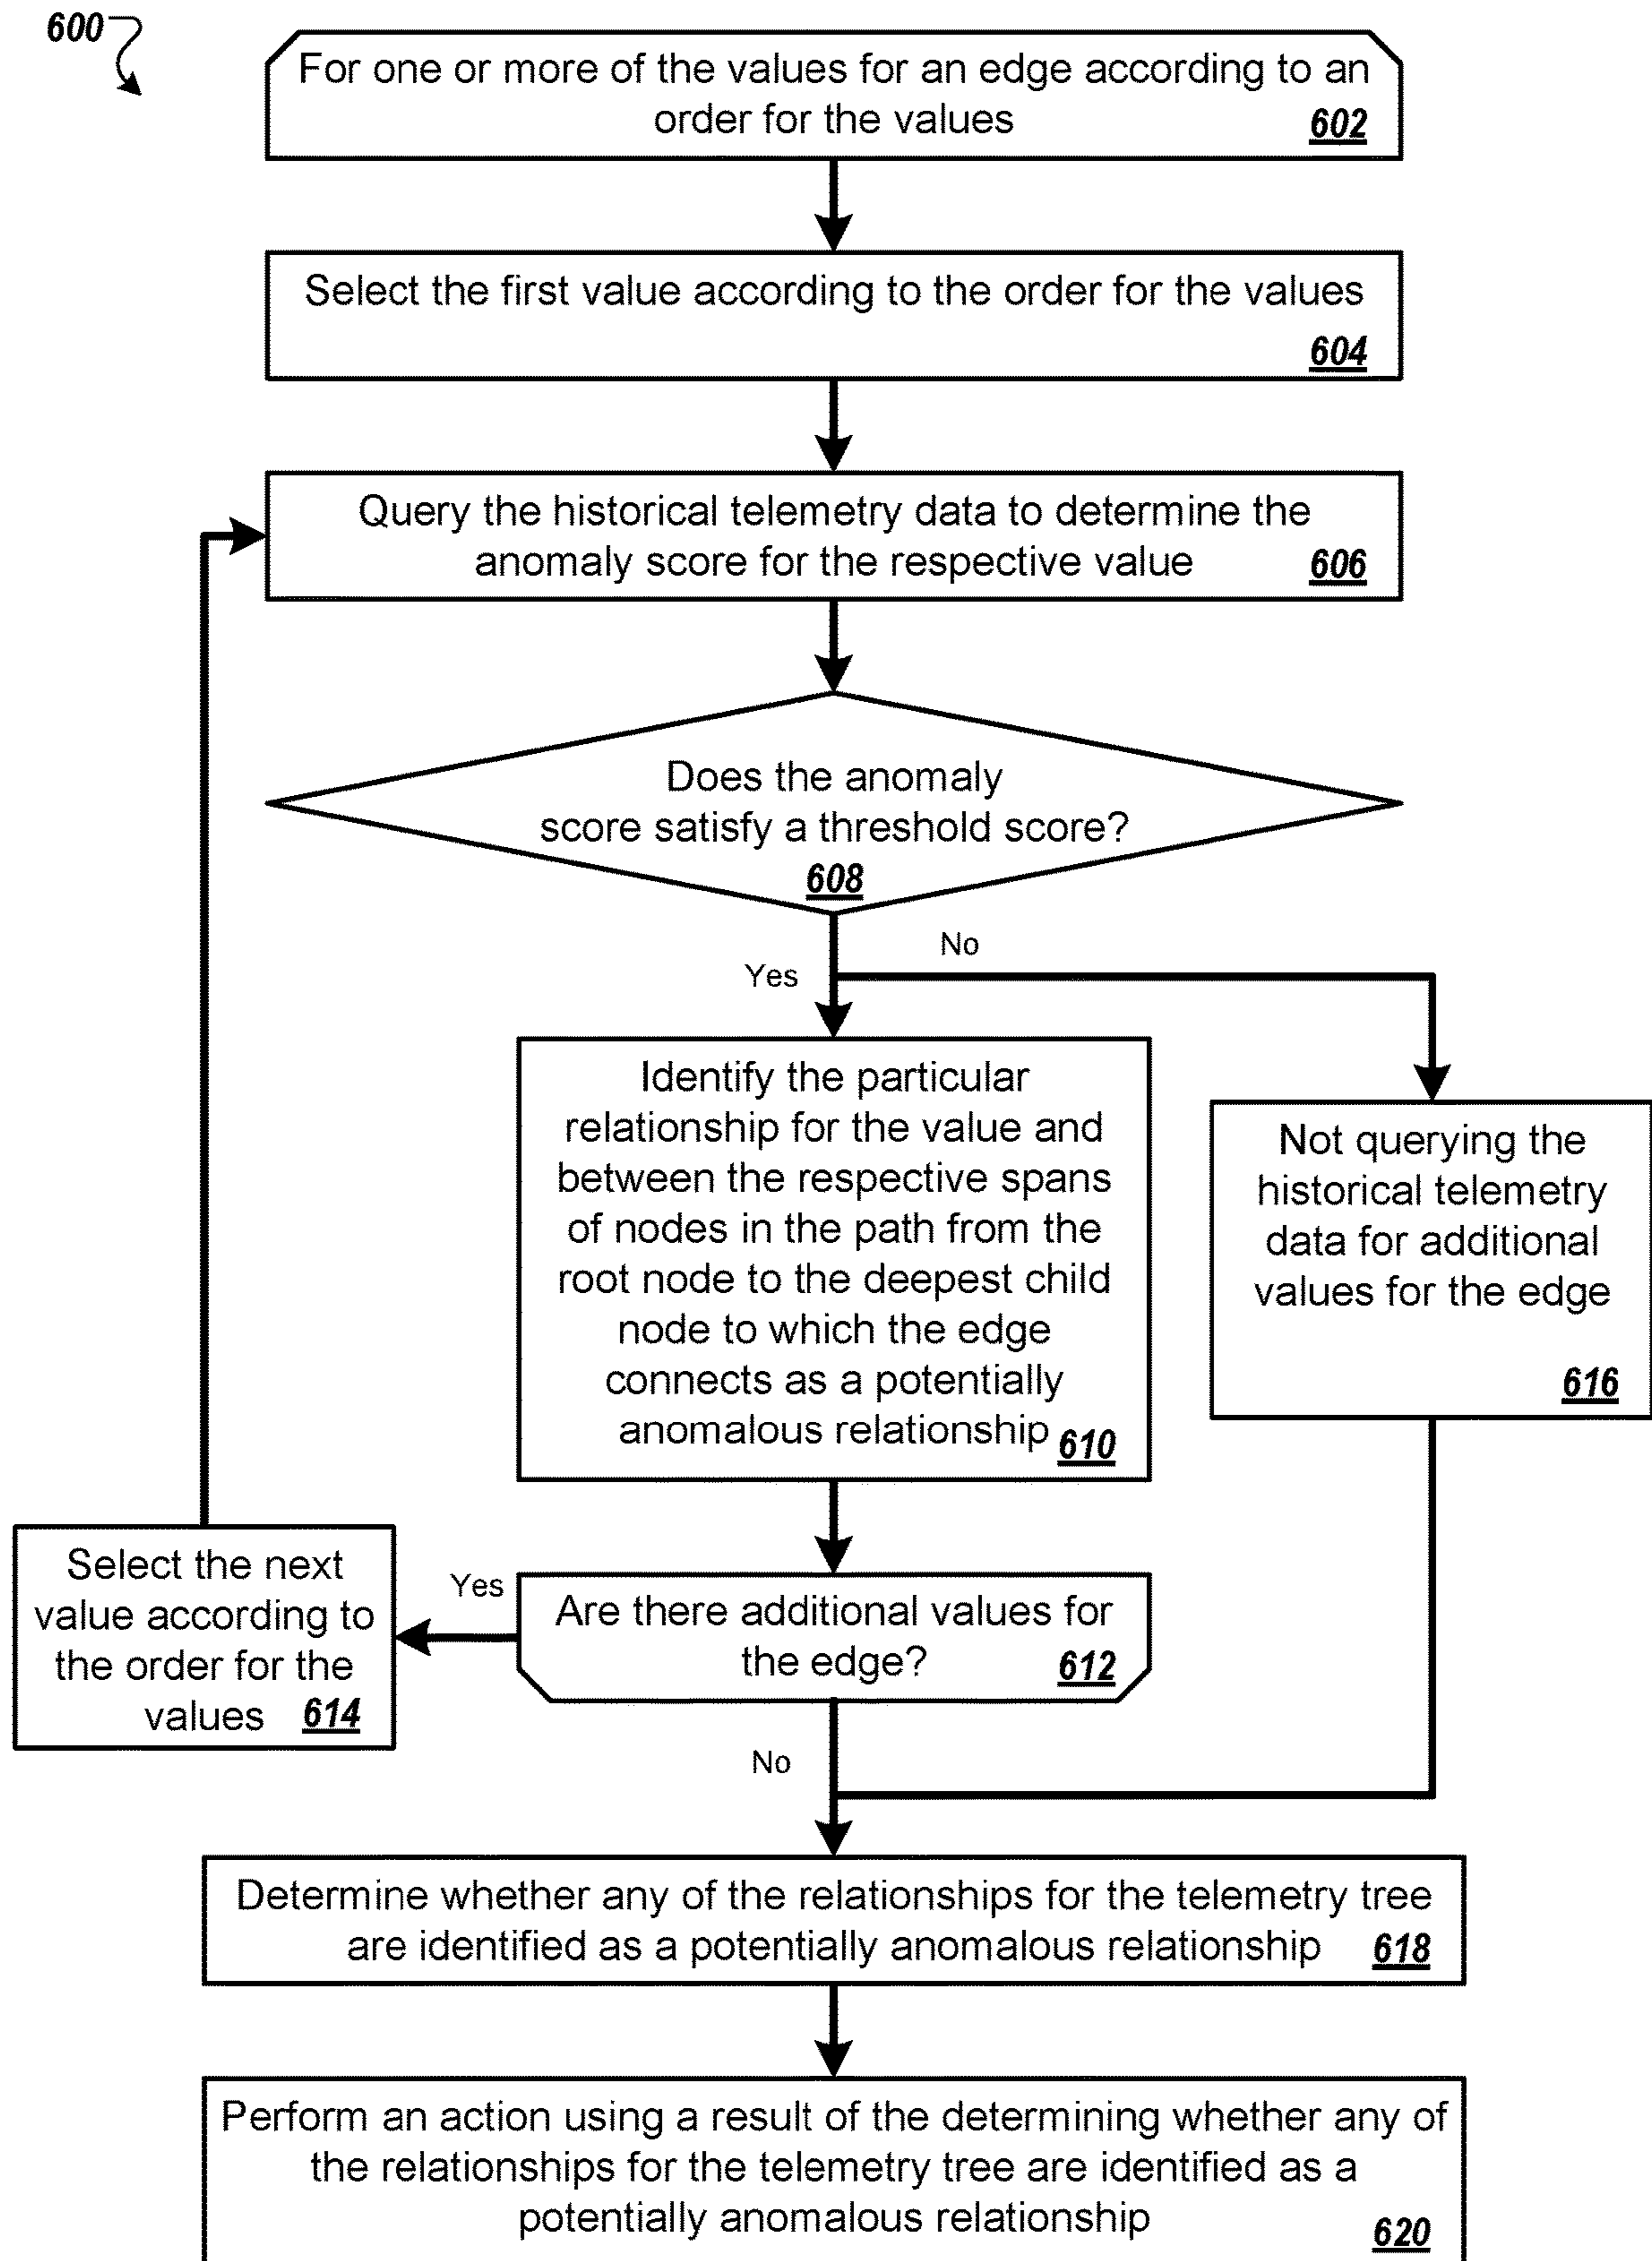 600
For one or more of the values for an edge according to an
order for the values 602
Select the first value according to the order for the values
604
Query the historical telemetry data to determine the
anomaly score for the respective value 606
Does the anomaly
score satisfy a threshold score?
608
No
Yes
Identify the particular
relationship for the value and
between the respective spans
of nodes in the path from the
root node to the deepest child
node to which the edge
connects as a potentially
anomalous relationship 610
Not querying the
historical telemetry
data for additional
values for the edge
616
Select the next
value according to
the order for the
values 614
Yes
Are there additional values for
the edge? 612
No
Determine whether any of the relationships for the telemetry tree
are identified as a potentially anomalous relationship 618
Perform an action using a result of the determining whether any of
the relationships for the telemetry tree are identified as a
potentially anomalous relationship
620